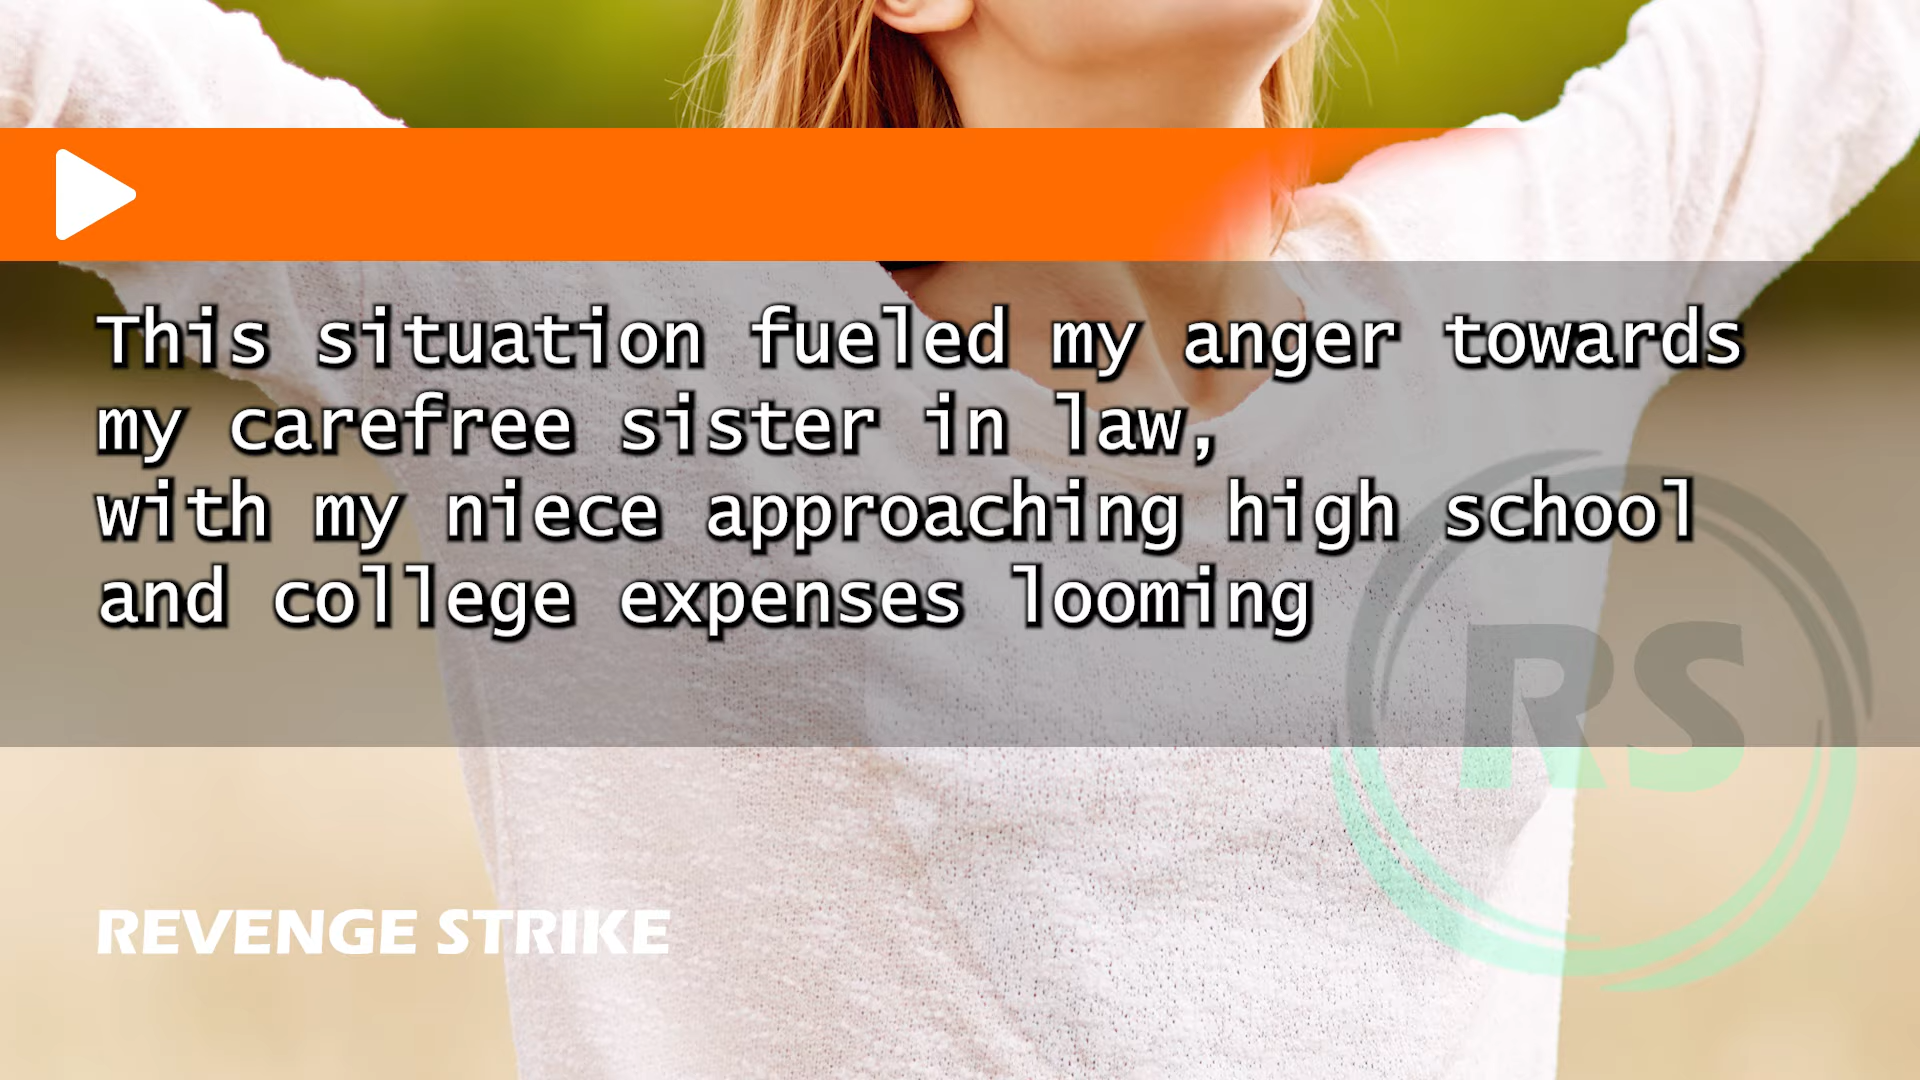 This situation fueled my anger towards
my carefree sister in law,
with my niece approaching high school
and college expenses looming
RS
REVENGE STRIKE